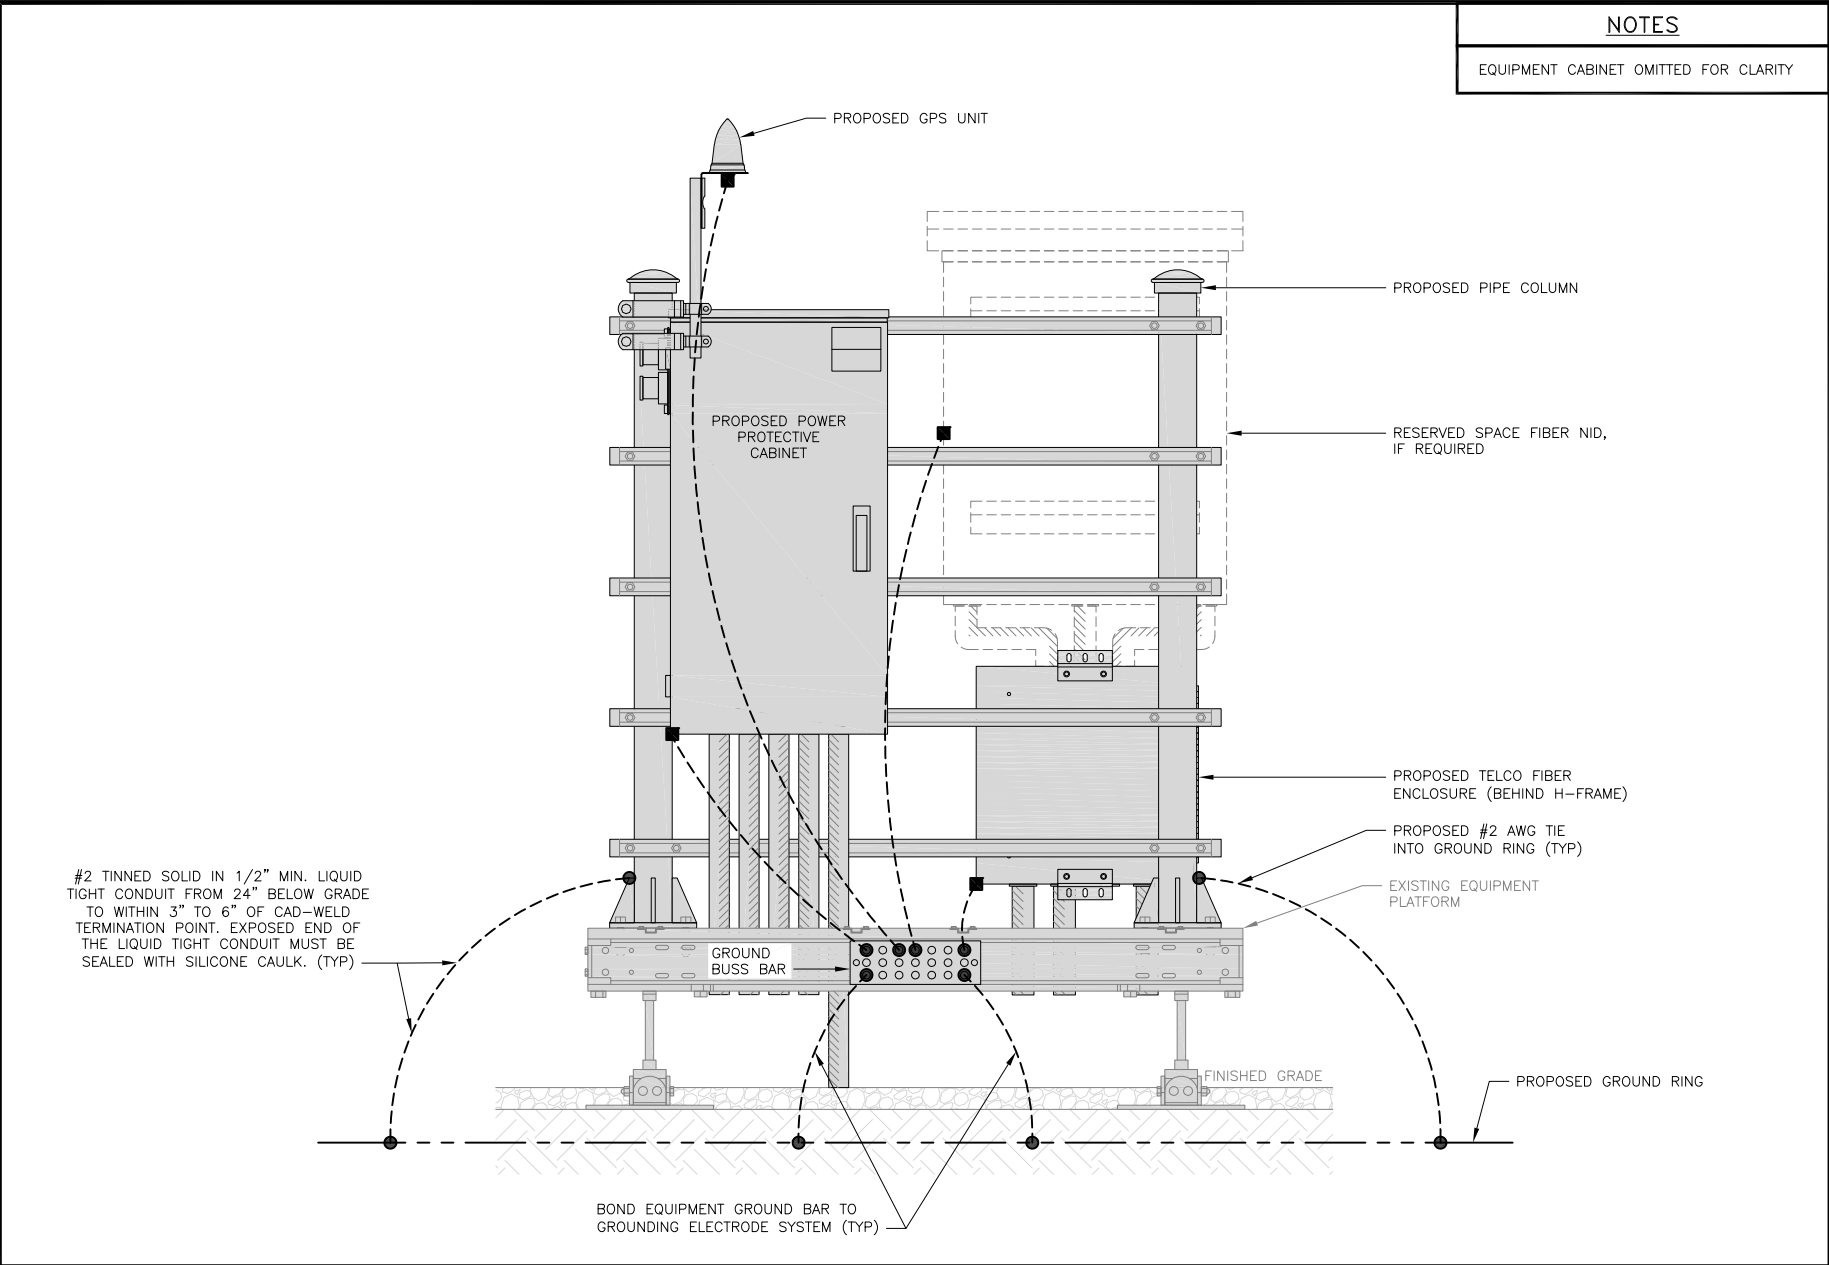 NOTES
EQUIPMENT CABINET OMITTED FOR CLARITY
PROPOSED GPS UNIT
PROPOSED PIPE COLUMN
PROPOSED POWER
PROTECTIVE
CABINET
RESERVED SPACE FIBER NID,
IF REQUIRED
PROPOSED TELCO FIBER
ENCLOSURE (BEHIND H-FRAME)
PROPOSED #2 AWG TIE
INTO GROUND RING (TYP)
EXISTING EQUIPMENT
PLATFORM
#2 TINNED SOLID IN 1/2" MIN. LIQUID
TIGHT CONDUIT FROM 24" BELOW GRADE
TO WITHIN 3" TO 6" OF CAD-WELD
TERMINATION POINT. EXPOSED END OF
THE LIQUID TIGHT CONDUIT MUST BE
SEALED WITH SILICONE CAULK. (TYP)
GROUND
BUSS BAR
FINISHED GRADE
PROPOSED GROUND RING
BOND EQUIPMENT GROUND BAR TO
GROUNDING ELECTRODE SYSTEM (TYP)